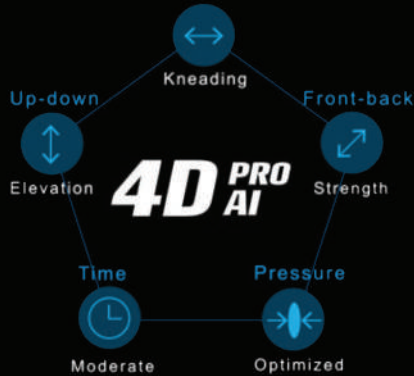 Kneading
Up-down
Front-back
Elevation
4D PRO AI
Strength
Time
Pressure
Moderate
Optimized